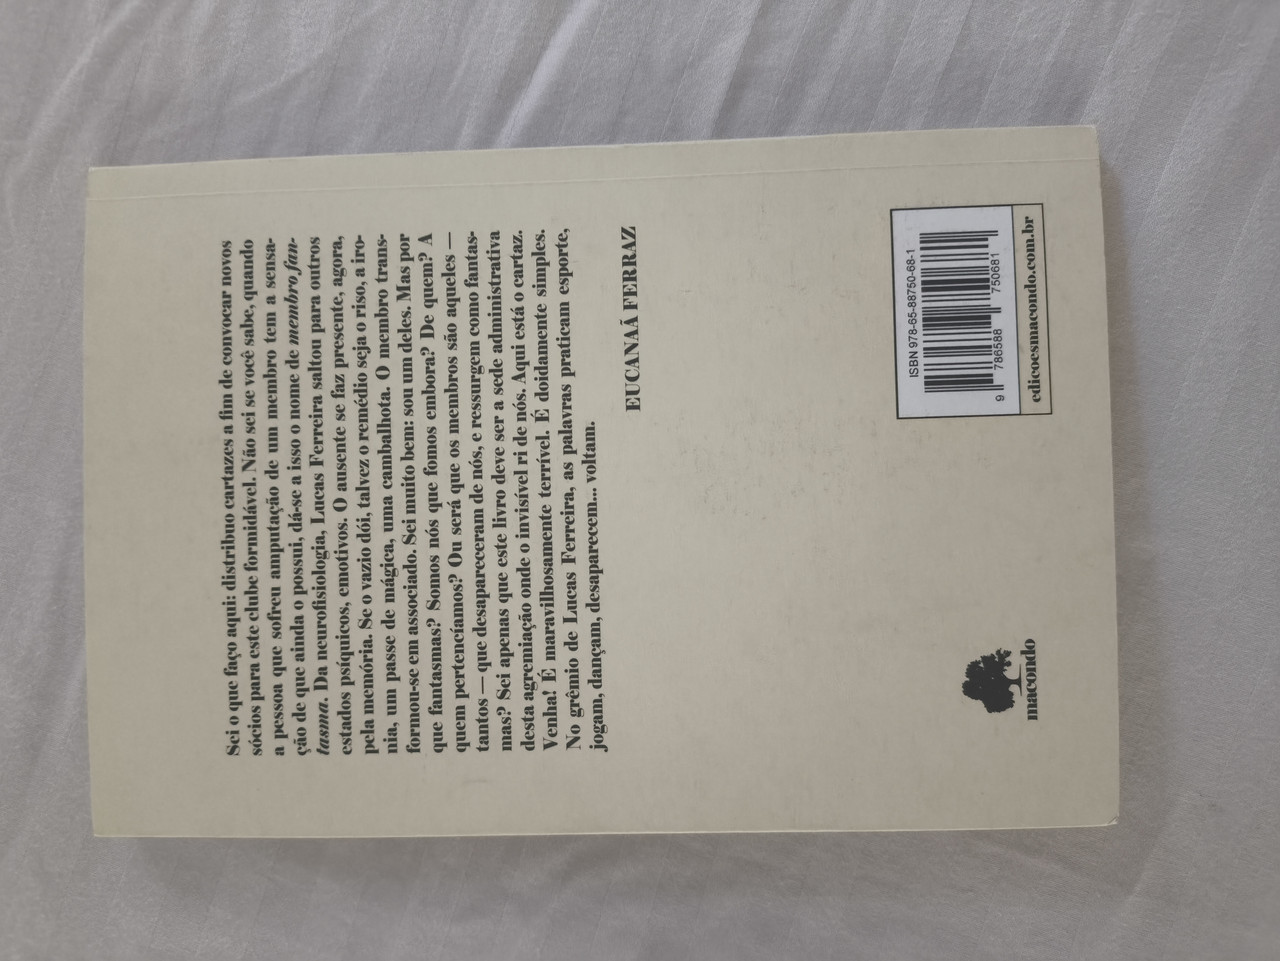 Sei o que faço aqui: distribuo cartazes a fim de convocar novos
sócios para este clube formidável. Não sei se você sabe, quando
a pessoa que sofreu amputação de um membro tem a sensa-
ção de que ainda o possui, dá-se a isso o nome de membro fan-
tasma. Da neurofisiologia, Lucas Ferreira saltou para outros
estados psíquicos, emotivos. O ausente se faz presente, agora,
pela memória. Se o vazio dói, talvez o remédio seja o riso, a iro-
nia, um passe de mágica, uma cambalhota. O membro trans-
formou-se em associado. Sei muito bem: sou um deles. Mas por
que fantasmas? Somos nós que fomos embora? De quem? A
quem pertencíamos? Ou será que os membros são aqueles —
tantos — que desapareceram de nós, e ressurgem como fantas-
mas? Sei apenas que este livro deve ser a sede administrativa
desta agremiação onde o invisível ri de nós. Aqui está o cartaz.
Venha! É maravilhosamente terrível. É doidamente simples.
No grêmio de Lucas Ferreira, as palavras praticam esporte,
jogam, dançam, desaparecem... voltam.
EUCANAÃ FERRAZ
macondo
ISBN 978-65-88750-68-1
9 786588 750681
edicoesmacondo.com.br